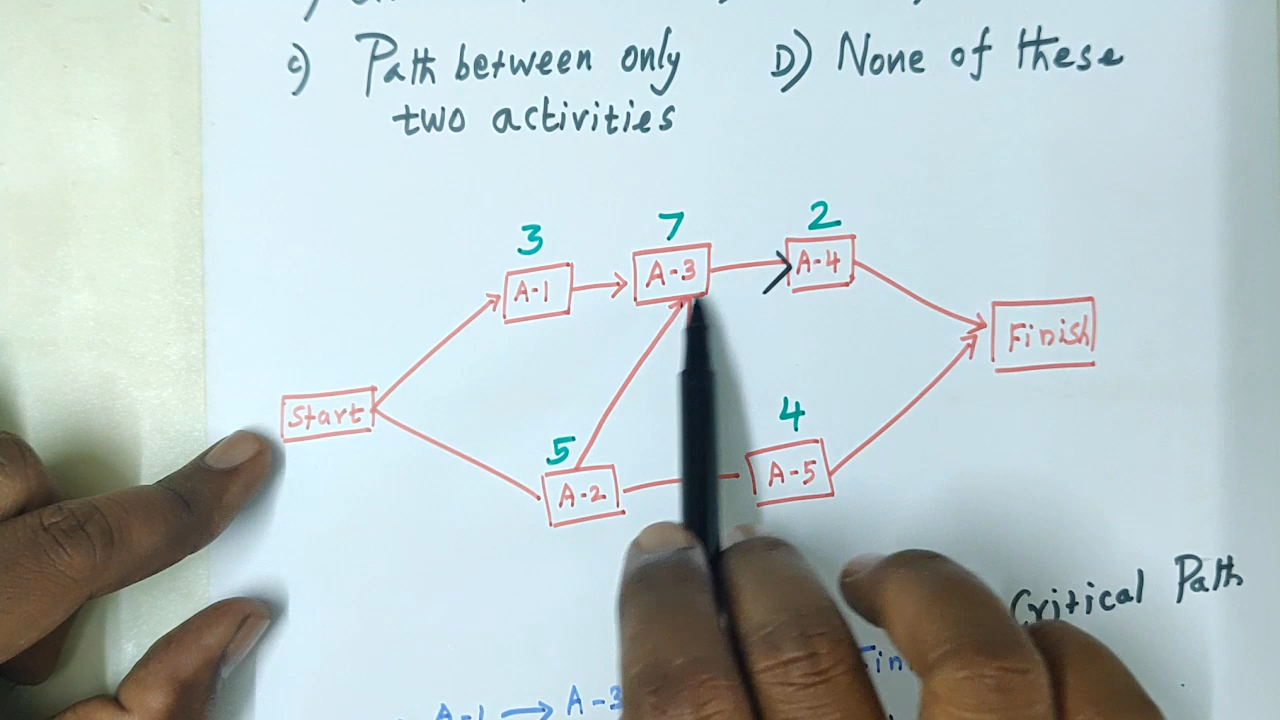 c) Path between only
two activities
D) None of these
3
7
2
A-1
A-3
A-4
Finish
Start
5
4
A-2
A-5
Critical Path
A-1 → A-3